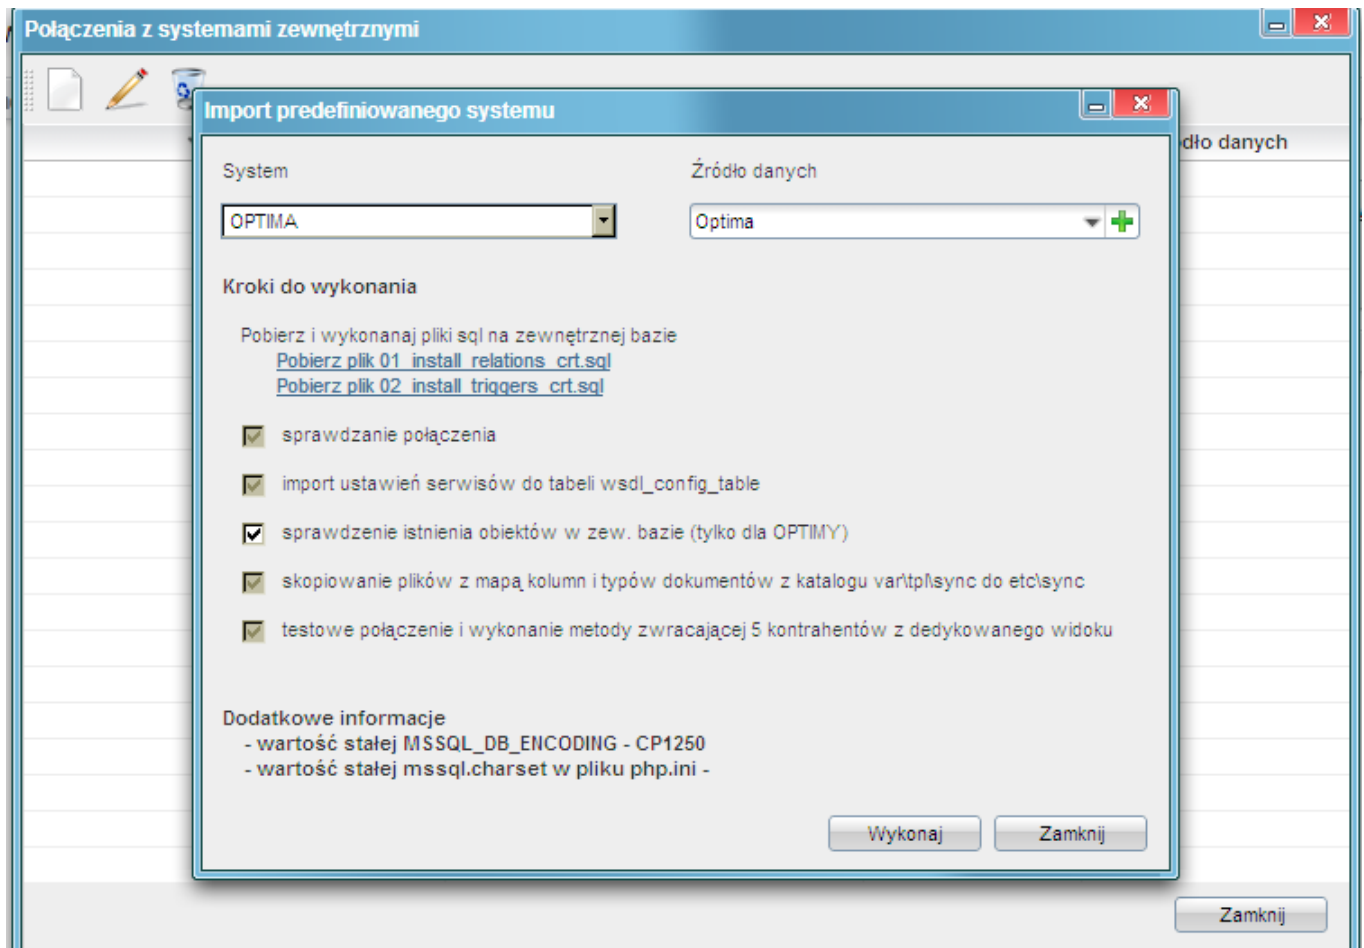 Połączenia z systemami zewnętrznymi
Import predefiniowanego systemu
dło danych
System
Źródło danych
OPTIMA
Optima
Kroki do wykonania
Pobierz i wykonanaj pliki sql na zewnętrznej bazie
Pobierz plik 01_install_relations_crt.sql
Pobierz plik 02_install_triggers_crt.sql
sprawdzanie połączenia
import ustawień serwisów do tabeli wsdl_config_table
sprawdzenie istnienia obiektów w zew. bazie (tylko dla OPTIMY)
skopiowanie plików z mapą kolumn i typów dokumentów z katalogu var\tpl\sync do etc\sync
testowe połączenie i wykonanie metody zwracającej 5 kontrahentów z dedykowanego widoku
Dodatkowe informacje
- wartość stałej MSSQL_DB_ENCODING - CP1250
- wartość stałej mssql.charset w pliku php.ini -
Wykonaj
Zamknij
Zamknij